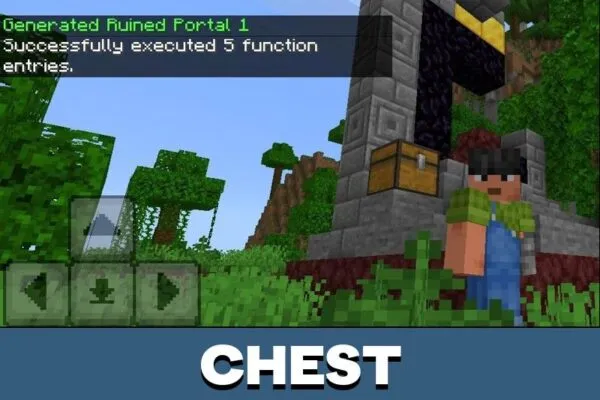 Generated Ruined Portal 1
Successfully executed 5 function
entries.
CHEST